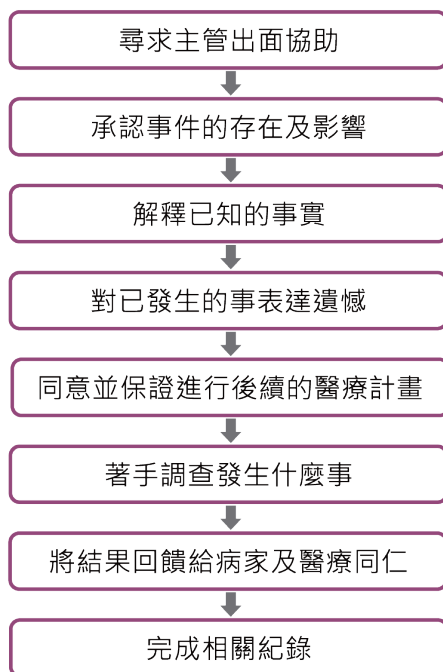 尋求主管出面協助
承認事件的存在及影響
解釋已知的事實
對已發生的事表達遺憾
同意並保證進行後續的醫療計畫
著手調查發生什麼事
將結果回饋給病家及醫療同仁
完成相關紀錄